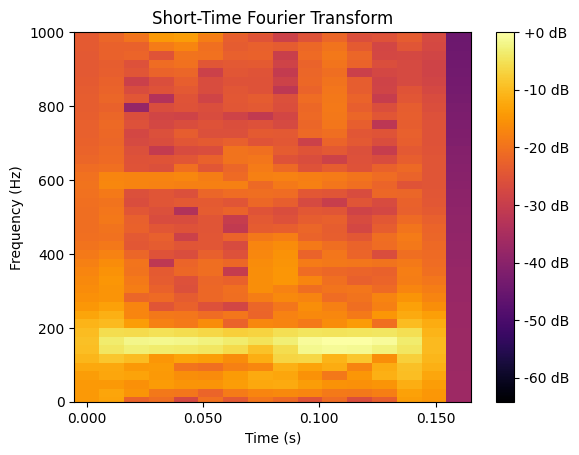 Short-Time Fourier Transform
1000
800
600
400
200
0
Frequency (Hz)
0.000
0.050
0.100
0.150
Time (s)
+0 dB
-10 dB
-20 dB
-30 dB
-40 dB
-50 dB
-60 dB